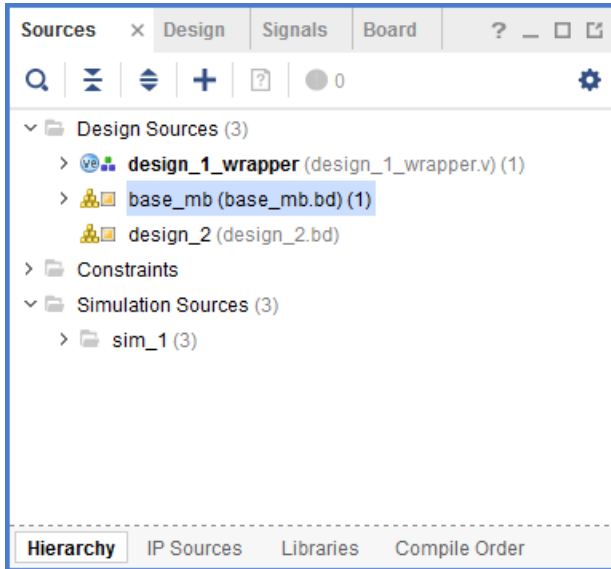 Sources × Design Signals Board ? _
0
Design Sources (3)
design_1_wrapper (design_1_wrapper.v) (1)
base_mb (base_mb.bd) (1)
design_2 (design_2.bd)
Constraints
Simulation Sources (3)
sim_1 (3)
Hierarchy IP Sources Libraries Compile Order